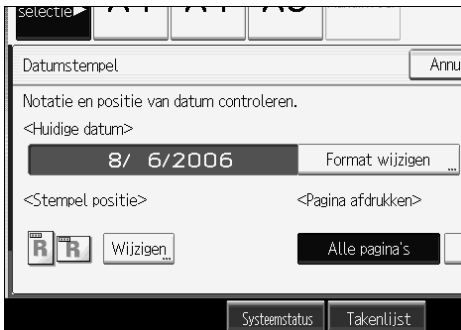 selectie
Datumstempel
Annu
Notatie en positie van datum controleren.
<Huidige datum>
8/ 6/2006
Format wijzigen
<Stempel positie>
<Pagina afdrukken>
R
R
Wijzigen
Alle pagina's
Systeemstatus
Takenlijst